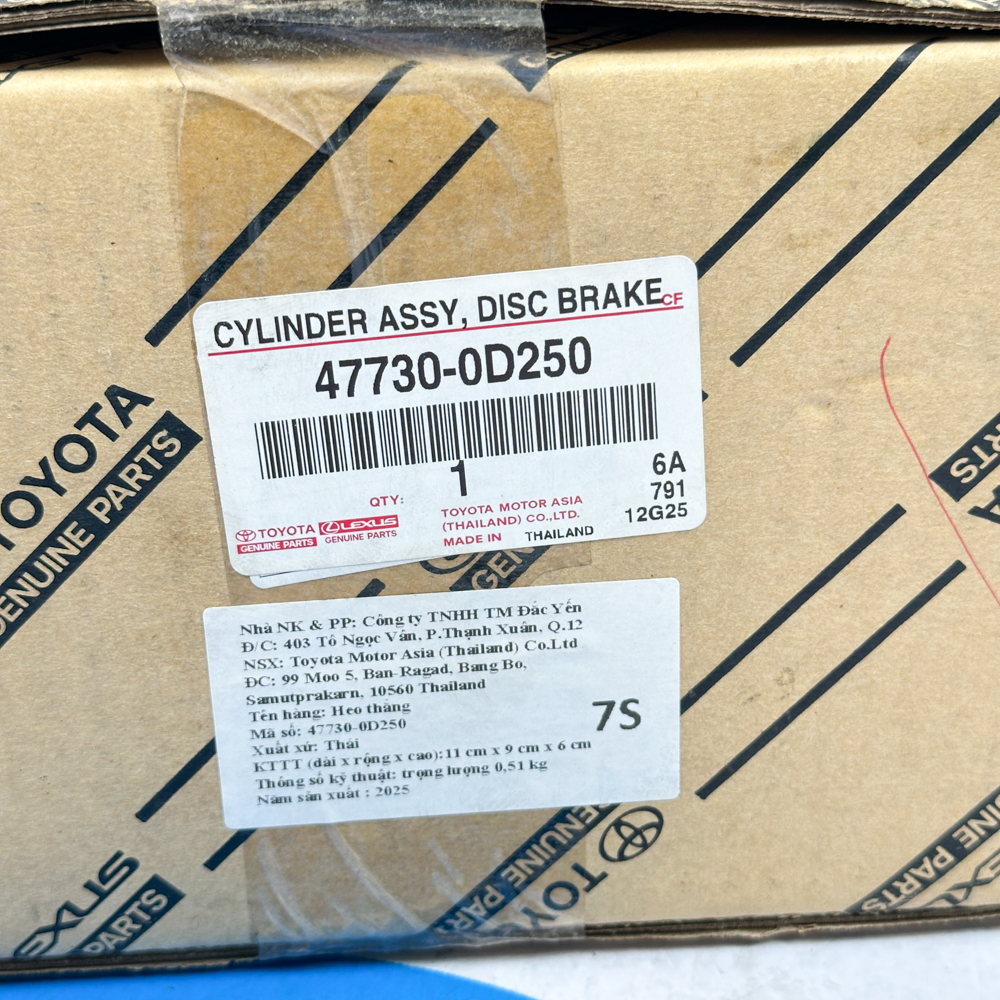 CYLINDER ASSY, DISC BRAKE CF
47730-0D250
1
QTY:
6A
791
12G25
TOYOTA LEXUS
GENUINE PARTS GENUINE PARTS
TOYOTA MOTOR ASIA
(THAILAND) CO.,LTD.
MADE IN THAILAND
Nhà NK & PP: Công ty TNHH TM Đắc Yến
Đ/C: 403 Tô Ngọc Vân, P.Thạnh Xuân, Q.12
NSX: Toyota Motor Asia (Thailand) Co.Ltd
ĐC: 99 Moo 5, Ban-Ragad, Bang Bo,
Samutprakarn, 10560 Thailand
Tên hàng: Heo thắng
Mã số: 47730-0D250
Xuất xứ: Thái
KTTT (dài x rộng x cao):11 cm x 9 cm x 6 cm
Thông số kỹ thuật: trọng lượng 0,51 kg
Năm sản xuất : 2025
7S
TOYOTA
GENUINE PARTS
LEXUS
PARTS
TOYOTA
GENUINE PARTS
LEXUS
GENUINE PARTS
PARTS
GEN